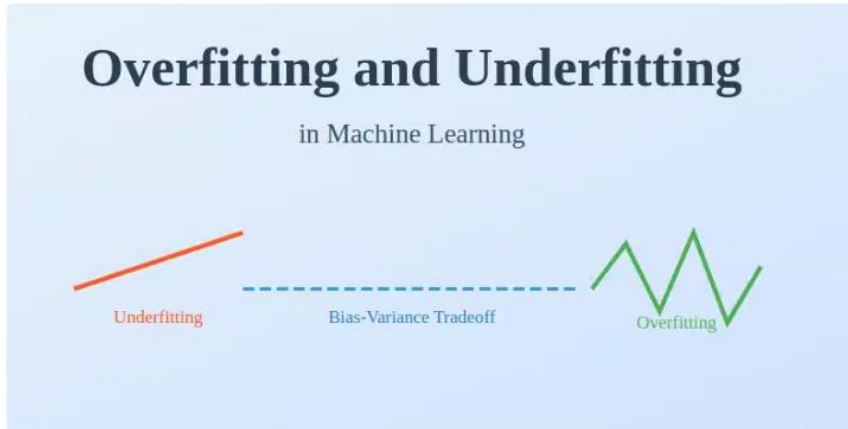 Overfitting and Underfitting
in Machine Learning
Underfitting
Bias-Variance Tradeoff
Overfitting